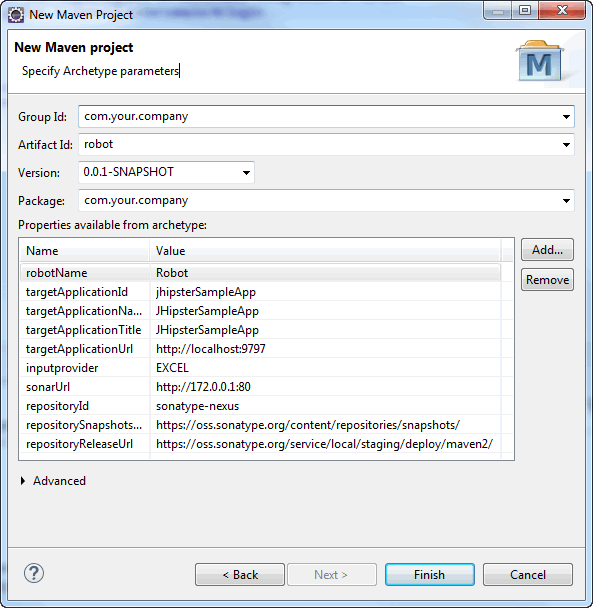 New Maven Project
New Maven project
Specify Archetype parameters
M
Group Id: com.your.company
Artifact Id: robot
Version: 0.0.1-SNAPSHOT
Package: com.your.company
Properties available from archetype:
Name Value
Add...
robotName Robot
Remove
targetApplicationId jhipsterSampleApp
targetApplicationNa... JHipsterSampleApp
targetApplicationTitle JHipsterSampleApp
targetApplicationUrl http://localhost:9797
inputprovider EXCEL
sonarUrl http://172.0.0.1:80
repositoryId sonatype-nexus
repositorySnapshots... https://oss.sonatype.org/content/repositories/snapshots/
repositoryReleaseUrl https://oss.sonatype.org/service/local/staging/deploy/maven2/
Advanced
? < Back Next > Finish Cancel